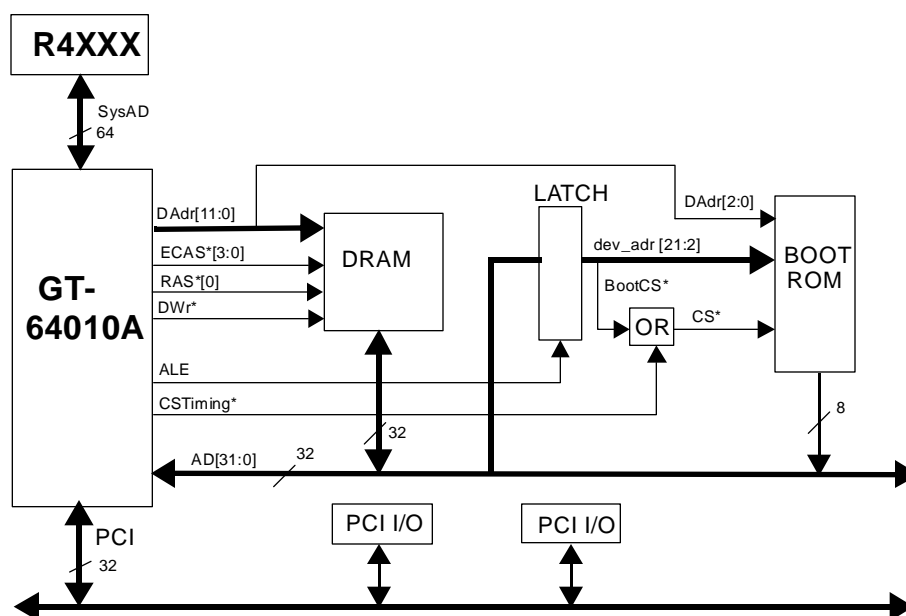 R4XXX
SysAD
64
GT-
64010A
DAdr[11:0]
ECAS*[3:0]
RAS*[0]
DWr*
ALE
CSTiming*
AD[31:0]
32
DRAM
32
LATCH
dev_adr [21:2]
BootCS*
OR
CS*
DAdr[2:0]
BOOT
ROM
8
PCI
32
PCI I/O
PCI I/O